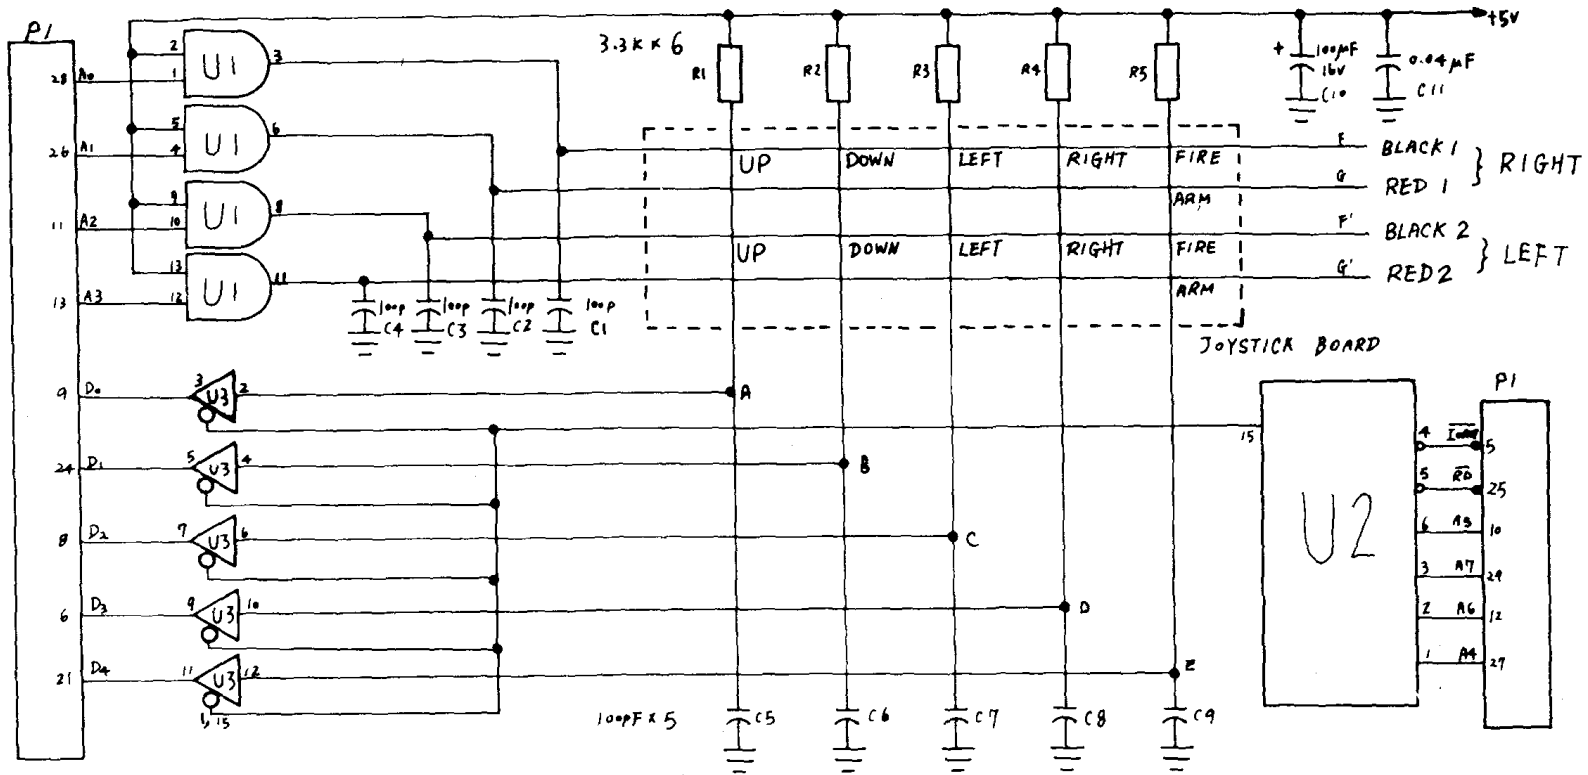 P1
+5V
3.3K × 6
R1
R2
R3
R4
R5
+
100μF
16V
C10
0.04μF
C11
28 A0
2
1
U1
3
26 A1
5
4
U1
6
11 A2
9
10
U1
8
13 A3
13
12
U1
11
100p
C4
100p
C3
100p
C2
100p
C1
UP DOWN LEFT RIGHT FIRE
ARM
UP DOWN LEFT RIGHT FIRE
ARM
F BLACK 1
G RED 1
} RIGHT
F' BLACK 2
G' RED 2
} LEFT
JOYSTICK BOARD
9 D0
3 U3 2
A
24 D1
5 U3 4
B
8 D2
7 U3 6
C
6 D3
9 U3 10
D
21 D4
11 U3 12
E
1, 15
100pF × 5
C5
C6
C7
C8
C9
15
U2
P1
4 5
5 RD 25
6 A5 10
3 A7 29
2 A6 12
1 A4 27